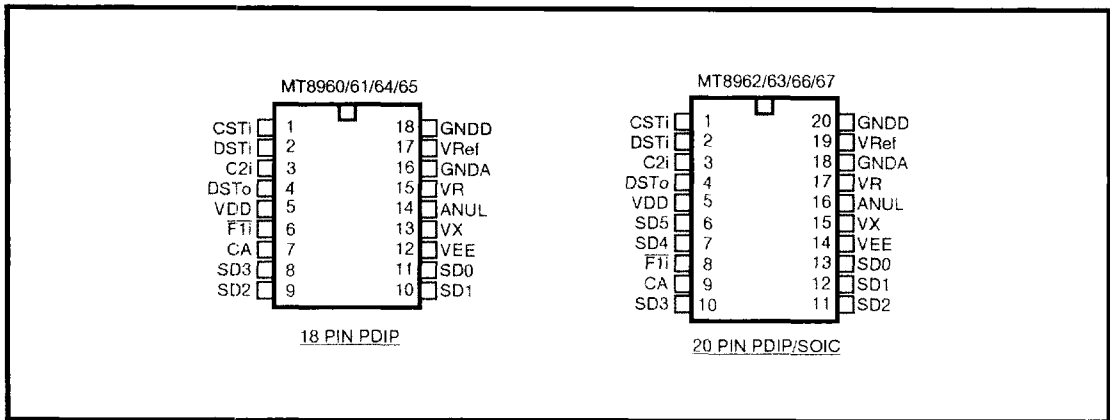 MT8960/61/64/65
CSTi 1 18 GNDD
DSTi 2 17 VRef
C2i 3 16 GNDA
DSTo 4 15 VR
VDD 5 14 ANUL
F1i 6 13 VX
CA 7 12 VEE
SD3 8 11 SD0
SD2 9 10 SD1
18 PIN PDIP
MT8962/63/66/67
CSTi 1 20 GNDD
DSTi 2 19 VRef
C2i 3 18 GNDA
DSTo 4 17 VR
VDD 5 16 ANUL
SD5 6 15 VX
SD4 7 14 VEE
F1i 8 13 SD0
CA 9 12 SD1
SD3 10 11 SD2
20 PIN PDIP/SOIC